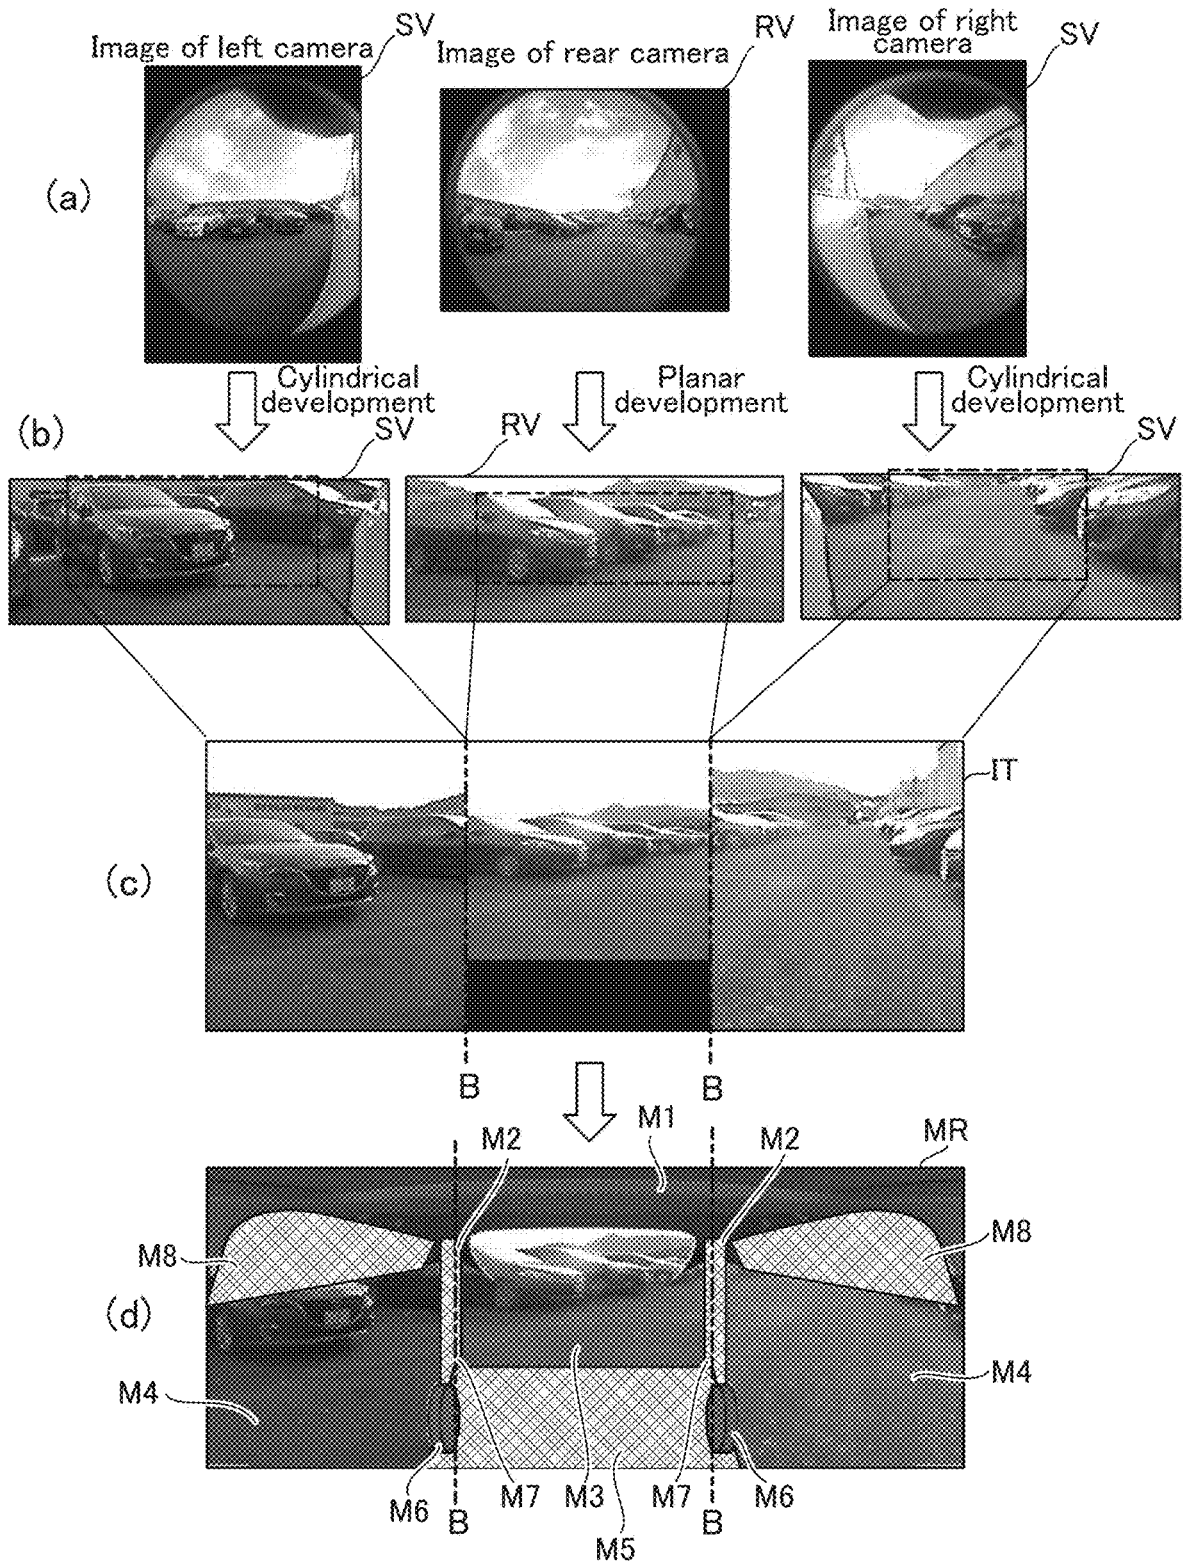 Image of left camera
SV
Image of rear camera
RV
Image of right
camera
SV
(a)
Cylindrical
development
Planar
development
Cylindrical
development
(b)
SV
RV
SV
IT
(c)
B
B
M1
M2
M2
MR
M8
M8
(d)
M4
M4
M6
M7
M3
M7
M6
B
B
M5